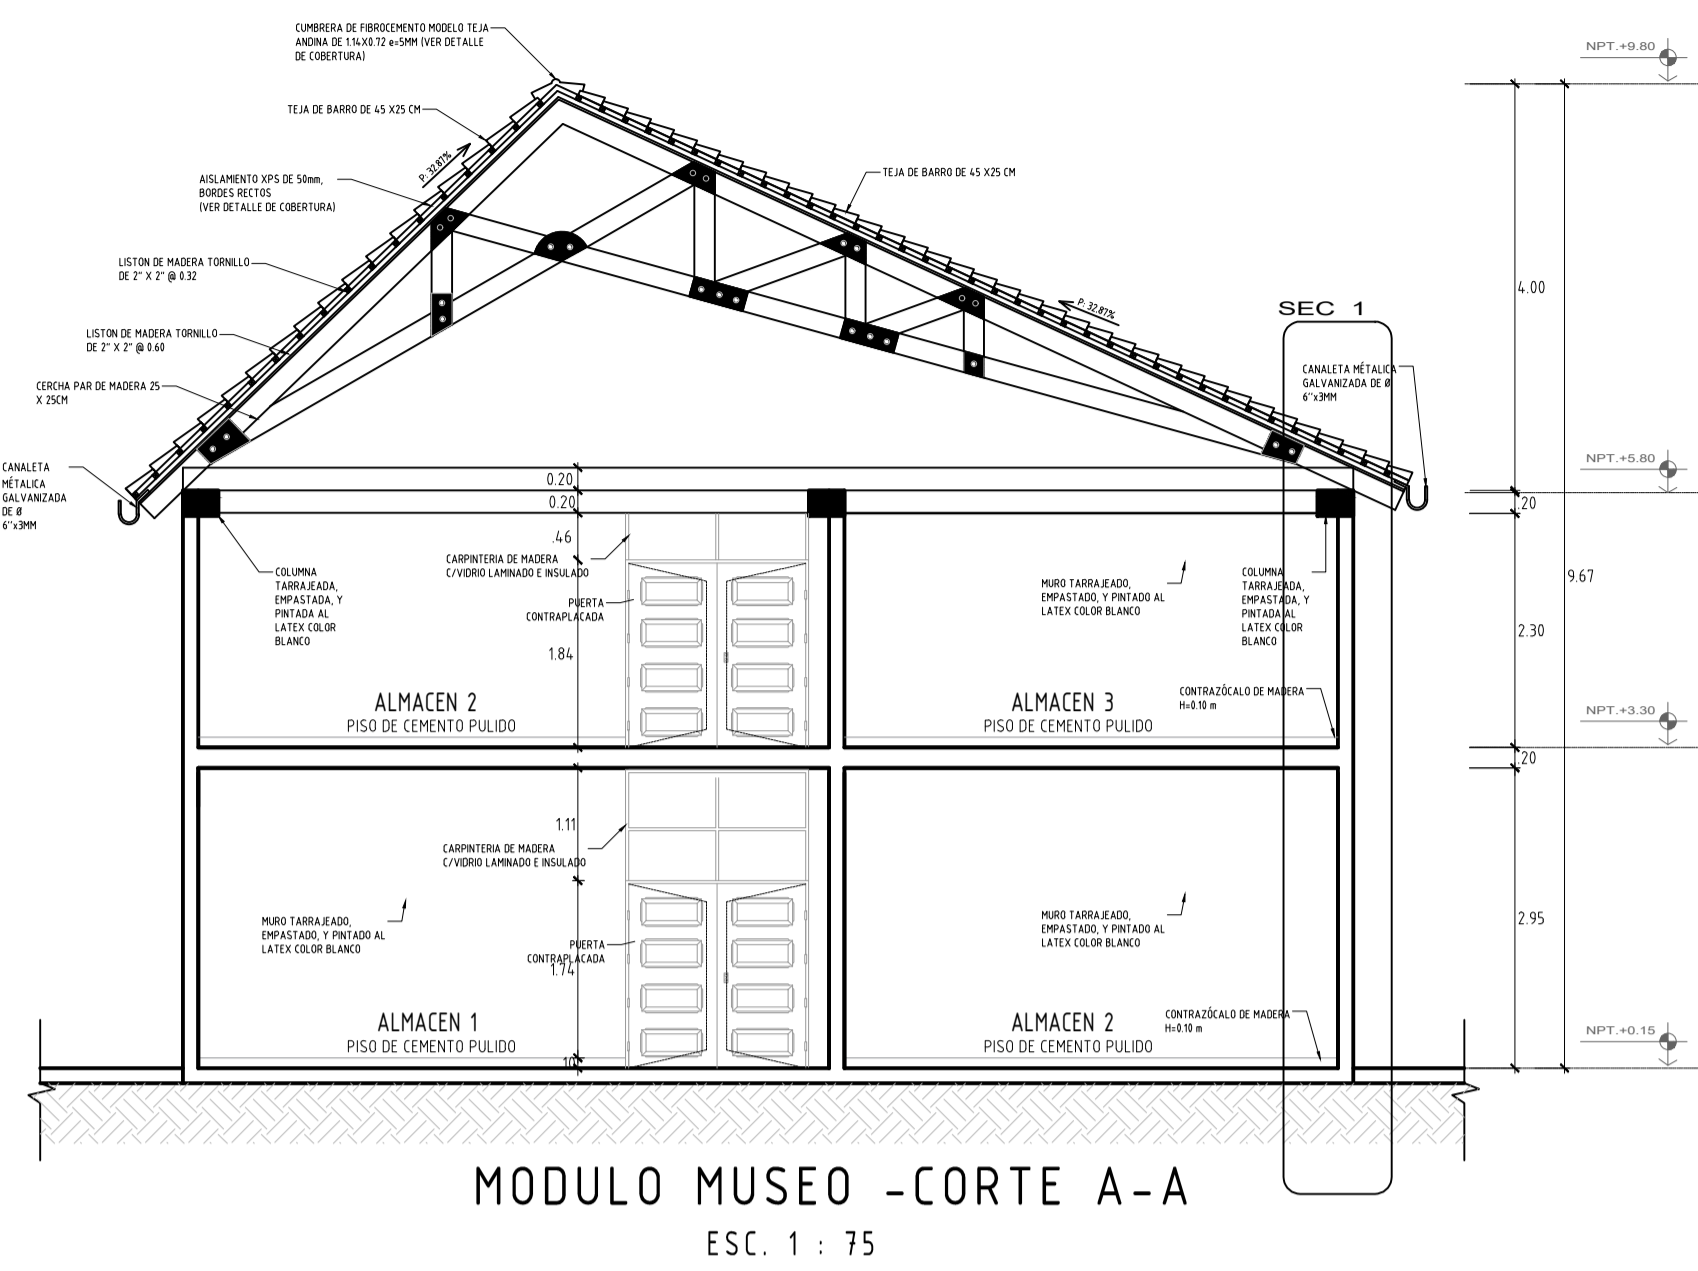 CUMBRERA DE FIBROCEMENTO MODELO TEJA
ANDINA DE 1.14X0.72 e=5MM (VER DETALLE
DE COBERTURA)
NPT.+9.80
TEJA DE BARRO DE 45 X25 CM
P: 32.87%
TEJA DE BARRO DE 45 X25 CM
AISLAMIENTO XPS DE 50mm,
BORDES RECTOS
(VER DETALLE DE COBERTURA)
LISTON DE MADERA TORNILLO
DE 2" X 2" @ 0.32
4.00
P: 32.87%
SEC 1
LISTON DE MADERA TORNILLO
DE 2" X 2" @ 0.60
CANALETA MÉTALICA
GALVANIZADA DE Ø
6''x3MM
CERCHA PAR DE MADERA 25
X 25CM
CANALETA
MÉTALICA
GALVANIZADA
DE Ø
6''x3MM
NPT.+5.80
0.20
0.20
.20
.46
CARPINTERIA DE MADERA
C/VIDRIO LAMINADO E INSULADO
COLUMNA
TARRAJEADA,
EMPASTADA, Y
PINTADA AL
LATEX COLOR
BLANCO
PUERTA
CONTRAPLACADA
MURO TARRAJEADO,
EMPASTADO, Y PINTADO AL
LATEX COLOR BLANCO
COLUMNA
TARRAJEADA,
EMPASTADA, Y
PINTADA AL
LATEX COLOR
BLANCO
9.67
2.30
1.84
ALMACEN 2
PISO DE CEMENTO PULIDO
ALMACEN 3
PISO DE CEMENTO PULIDO
CONTRAZÓCALO DE MADERA
H=0.10 m
NPT.+3.30
.20
1.11
CARPINTERIA DE MADERA
C/VIDRIO LAMINADO E INSULADO
MURO TARRAJEADO,
EMPASTADO, Y PINTADO AL
LATEX COLOR BLANCO
PUERTA
CONTRAPLACADA
1.74
MURO TARRAJEADO,
EMPASTADO, Y PINTADO AL
LATEX COLOR BLANCO
2.95
ALMACEN 1
PISO DE CEMENTO PULIDO
ALMACEN 2
PISO DE CEMENTO PULIDO
CONTRAZÓCALO DE MADERA
H=0.10 m
NPT.+0.15
.10
MODULO MUSEO -CORTE A-A
ESC. 1 : 75